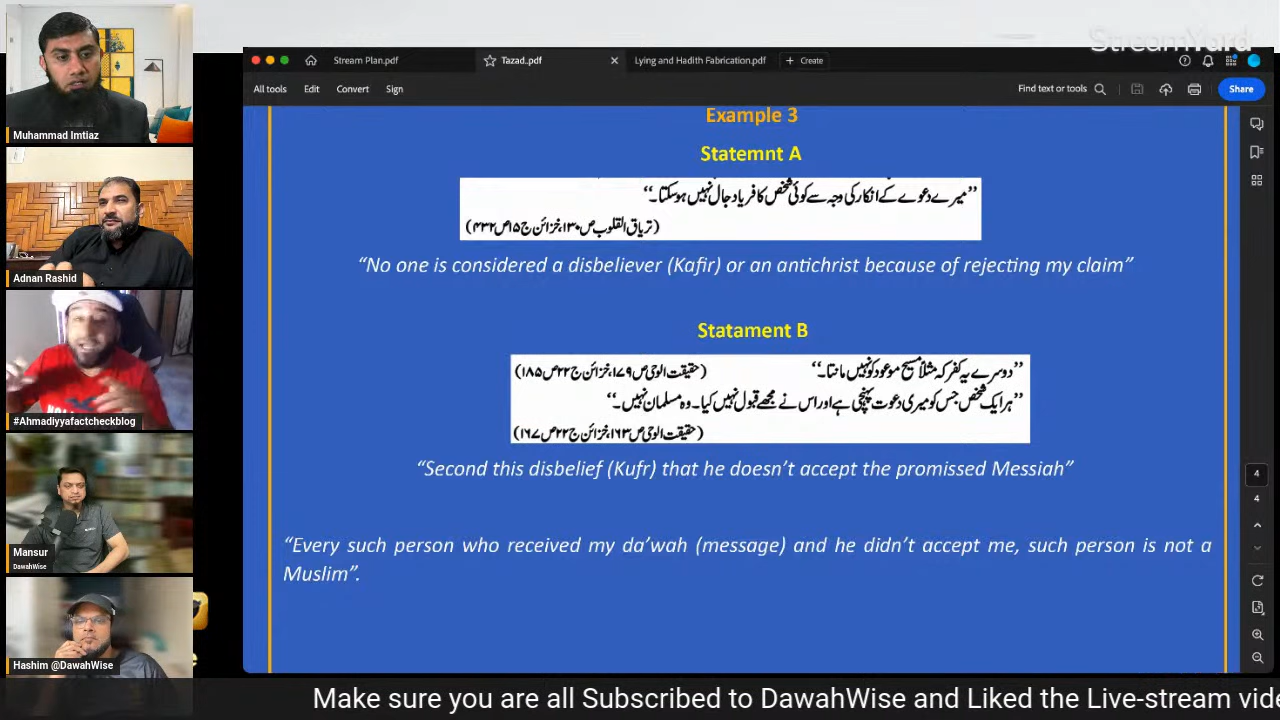 StreamYard
Stream Plan.pdf
Tazad.pdf
Lying and Hadith Fabrication.pdf
Create
All tools
Edit
Convert
Sign
Find text or tools
Share
Example 3
Statemnt A
”میرے دعوے کے انکار کی وجہ سے کوئی شخص کافر یا دجال نہیں ہوسکتا۔“
(تریاق القلوب ص۱۳۰، خزائن ج۱۵ ص۴۳۲)
“No one is considered a disbeliever (Kafir) or an antichrist because of rejecting my claim”
Statament B
”دوسرے یہ کفر کہ مثلاً مسیح موعود کو نہیں مانتا۔“ (حقیقت الوحی ص۱۷۹، خزائن ج۲۲ ص۱۸۵)
”ہر ایک شخص جس کو میری دعوت پہنچی ہے اور اس نے مجھے قبول نہیں کیا۔ وہ مسلمان نہیں۔“
(حقیقت الوحی ص۱۶۳، خزائن ج۲۲ ص۱۶۷)
“Second this disbelief (Kufr) that he doesn’t accept the promissed Messiah”
“Every such person who received my da’wah (message) and he didn’t accept me, such person is not a
Muslim”.
4
4
Muhammad Imtiaz
Adnan Rashid
#Ahmadiyyafactcheckblog
Mansur
DawahWise
Hashim @DawahWise
Make sure you are all Subscribed to DawahWise and Liked the Live-stream vide